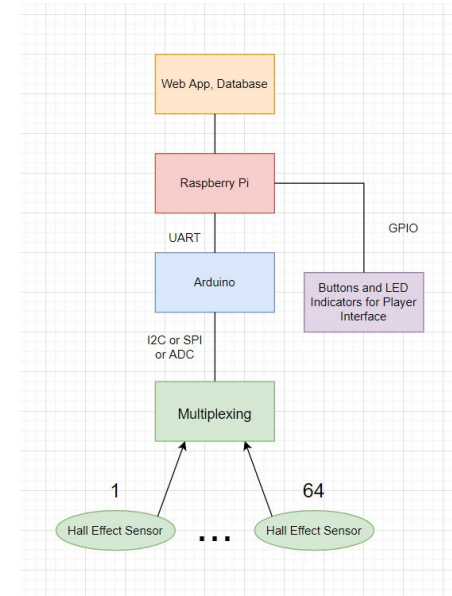 Web App, Database
Raspberry Pi
UART
GPIO
Arduino
Buttons and LED
Indicators for Player
Interface
I2C or SPI
or ADC
Multiplexing
1
64
Hall Effect Sensor
...
Hall Effect Sensor